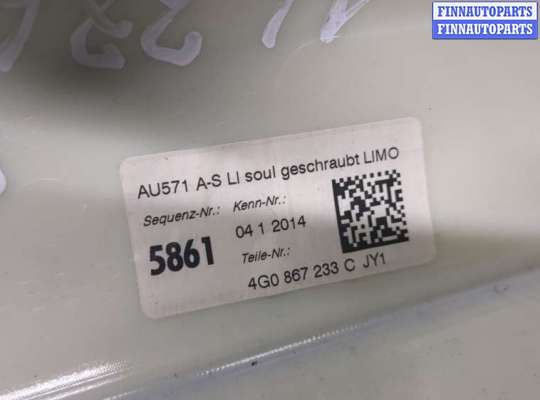 FINNAUTOPARTS
FINNAUTOPARTS
AU571 A-S LI soul geschraubt LIMO
Sequenz-Nr.: Kenn-Nr.:
5861 04 1 2014
Teile-Nr.:
4G0 867 233 C JY1